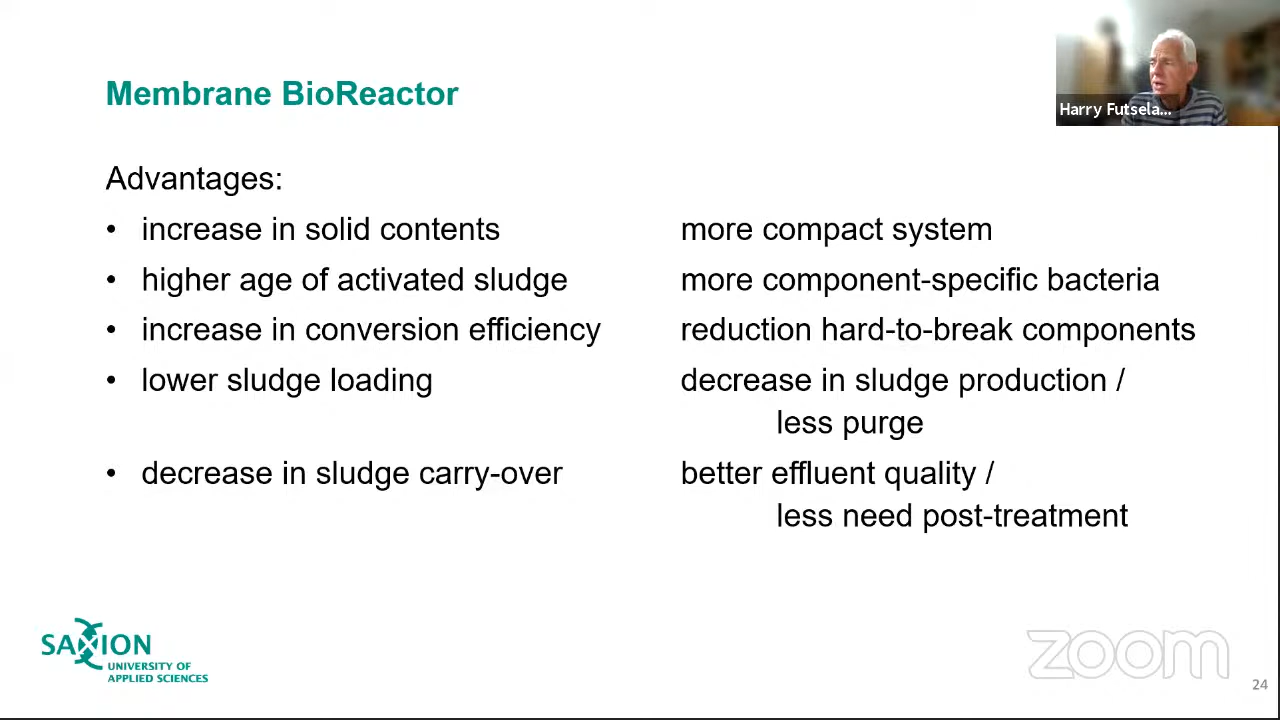 Membrane BioReactor
Harry Futsela...
Advantages:
• increase in solid contents more compact system
• higher age of activated sludge more component-specific bacteria
• increase in conversion efficiency reduction hard-to-break components
• lower sludge loading decrease in sludge production /
less purge
• decrease in sludge carry-over better effluent quality /
less need post-treatment
SAXION
UNIVERSITY OF
APPLIED SCIENCES
zoom
24